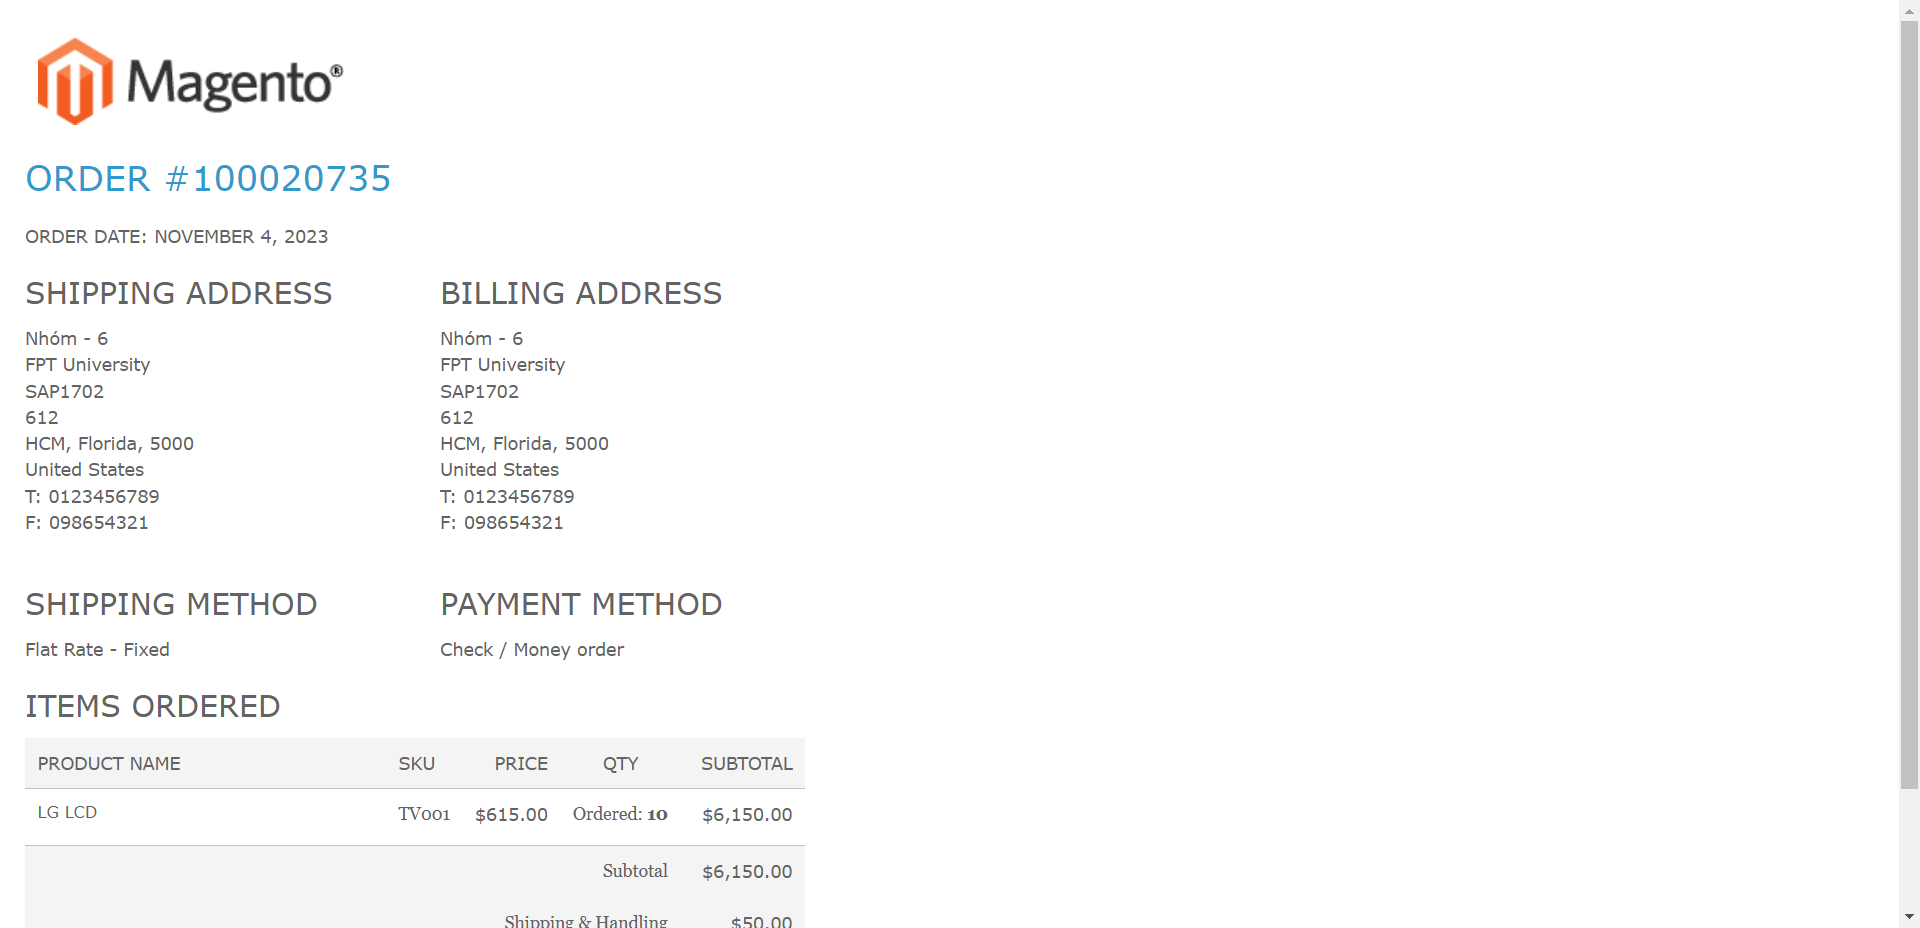 Magento®
ORDER #100020735
ORDER DATE: NOVEMBER 4, 2023
SHIPPING ADDRESS
Nhóm - 6
FPT University
SAP1702
612
HCM, Florida, 5000
United States
T: 0123456789
F: 098654321
BILLING ADDRESS
Nhóm - 6
FPT University
SAP1702
612
HCM, Florida, 5000
United States
T: 0123456789
F: 098654321
SHIPPING METHOD
Flat Rate - Fixed
PAYMENT METHOD
Check / Money order
ITEMS ORDERED
PRODUCT NAME SKU PRICE QTY SUBTOTAL
LG LCD TV001 $615.00 Ordered: 10 $6,150.00
Subtotal $6,150.00
Shipping & Handling $50.00